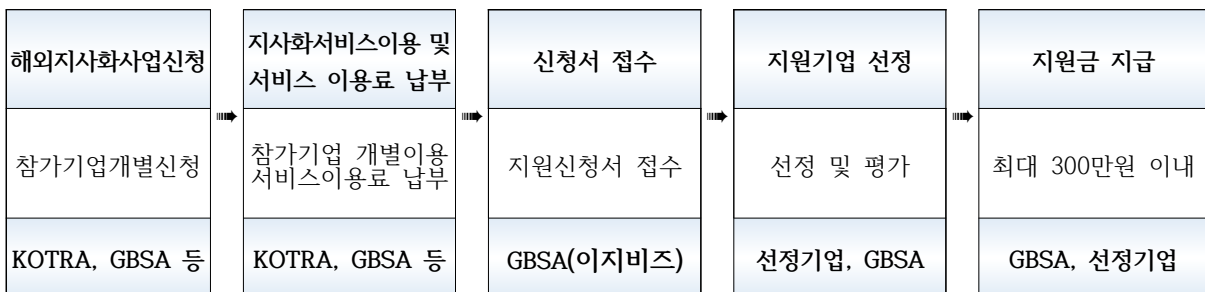 해외지사화사업신청
참가기업개별신청
KOTRA, GBSA 등
지사화서비스이용 및
서비스 이용료 납부
참가기업 개별이용
서비스이용료 납부
KOTRA, GBSA 등
신청서 접수
지원신청서 접수
GBSA(이지비즈)
지원기업 선정
선정 및 평가
선정기업, GBSA
지원금 지급
최대 300만원 이내
GBSA, 선정기업